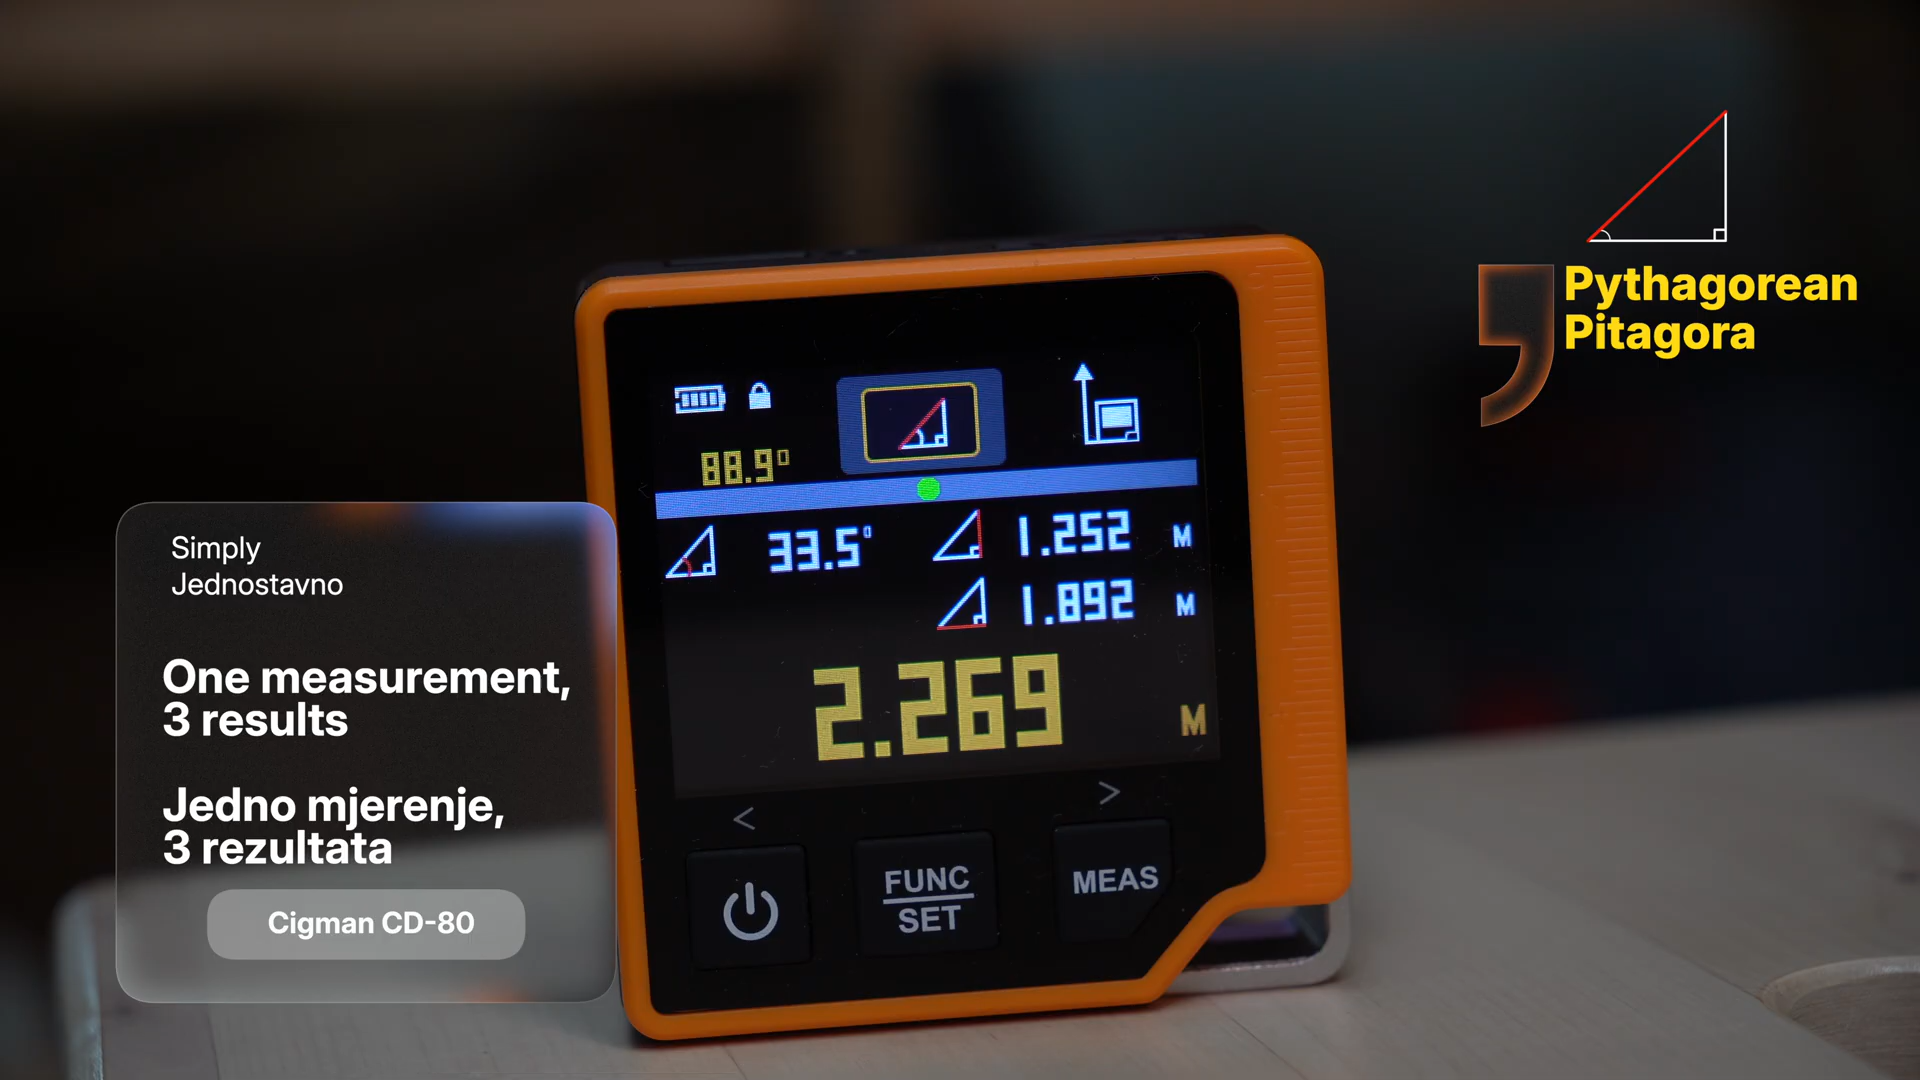 Pythagorean
Pitagora
88.9°
33.5° 1.252 M
1.892 M
2.269 M
Simply
Jednostavno
One measurement,
3 results
Jedno mjerenje,
3 rezultata
Cigman CD-80
< >
FUNC
SET
MEAS